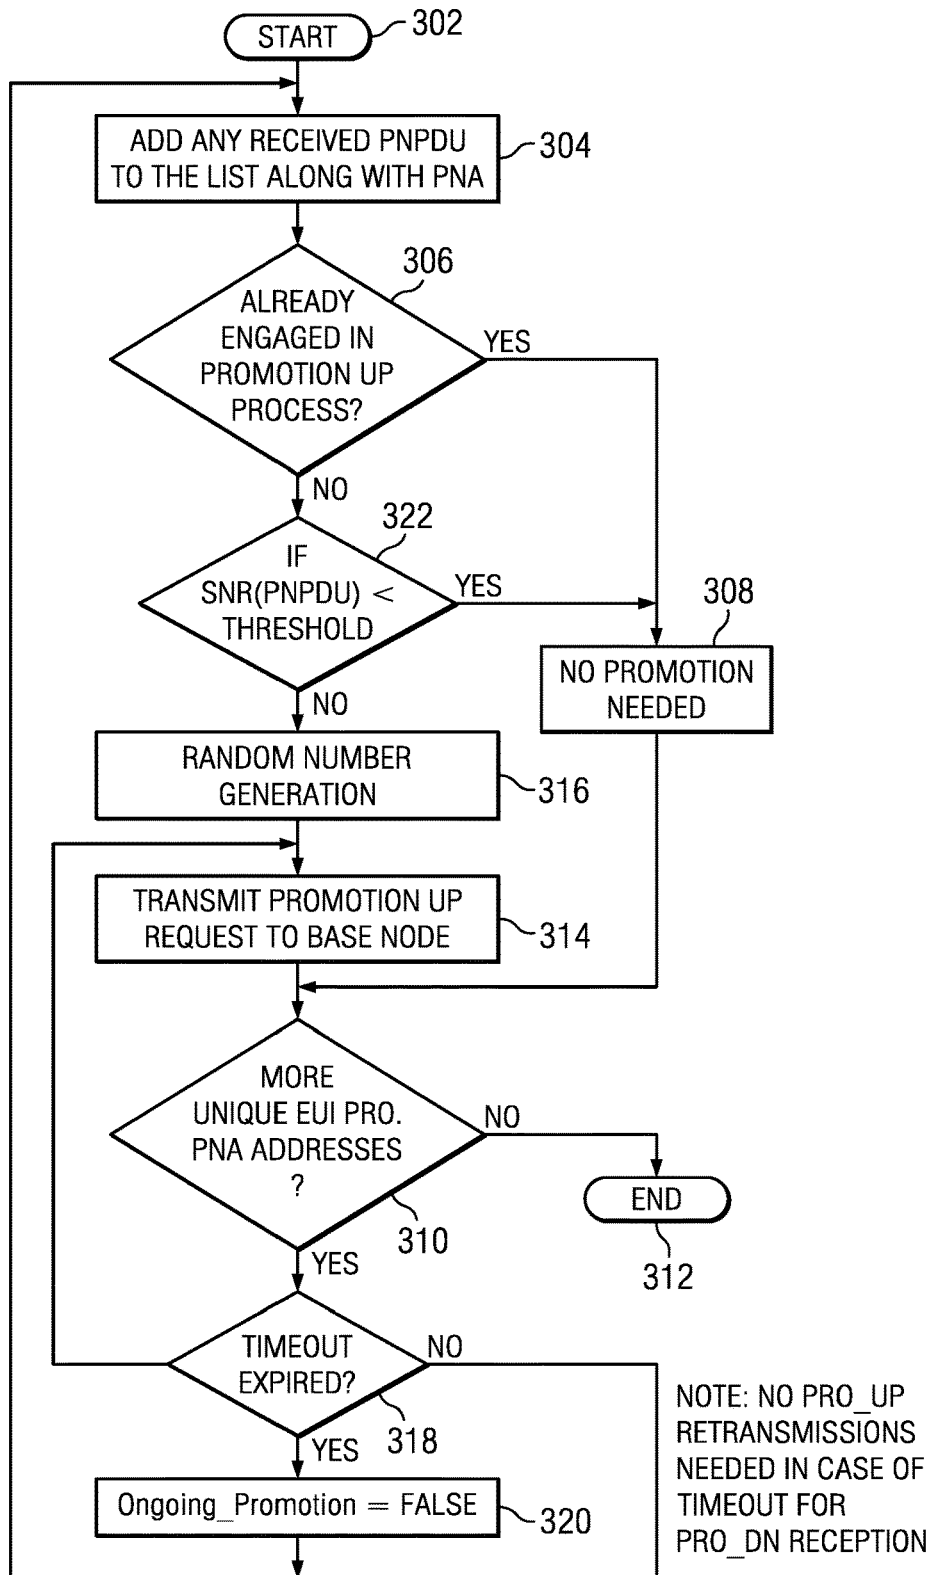 START
302
ADD ANY RECEIVED PNPDU
TO THE LIST ALONG WITH PNA
304
306
ALREADY
ENGAGED IN
PROMOTION UP
PROCESS?
YES
NO
322
IF
SNR(PNPDU) <
THRESHOLD
YES
308
NO PROMOTION
NEEDED
NO
RANDOM NUMBER
GENERATION
316
TRANSMIT PROMOTION UP
REQUEST TO BASE NODE
314
MORE
UNIQUE EUI PRO.
PNA ADDRESSES
?
NO
END
310
312
YES
TIMEOUT
EXPIRED?
NO
318
YES
Ongoing_Promotion = FALSE
320
NOTE: NO PRO_UP
RETRANSMISSIONS
NEEDED IN CASE OF
TIMEOUT FOR
PRO_DN RECEPTION